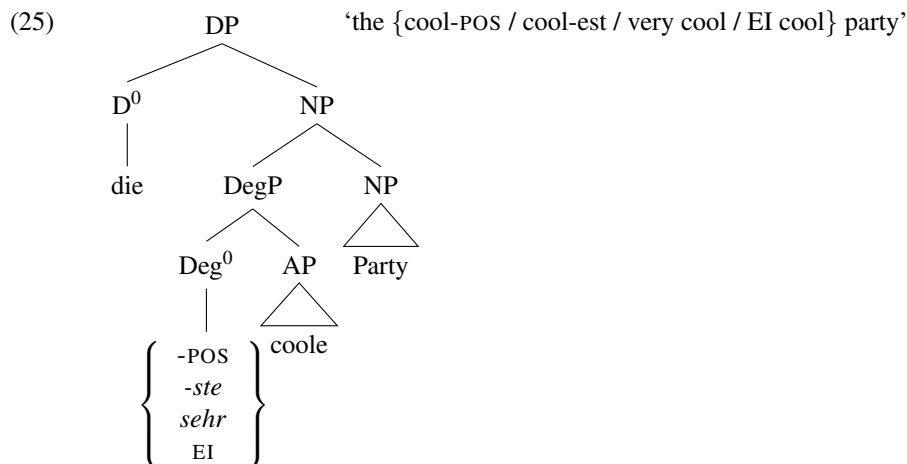 (25) DP ‘the {cool-POS / cool-est / very cool / EI cool} party’
D⁰ NP
die DegP NP
Deg⁰ AP Party
coole
-POS
-ste
sehr
EI